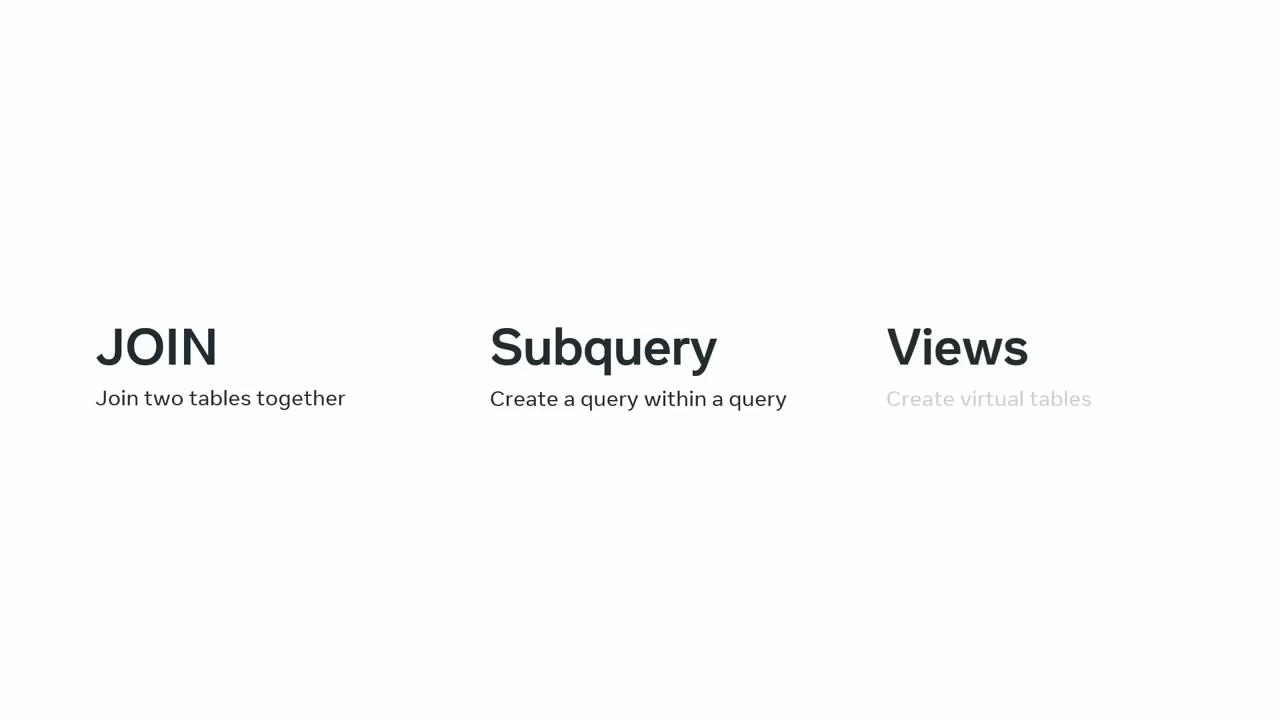 JOIN
Join two tables together
Subquery
Create a query within a query
Views
Create virtual tables